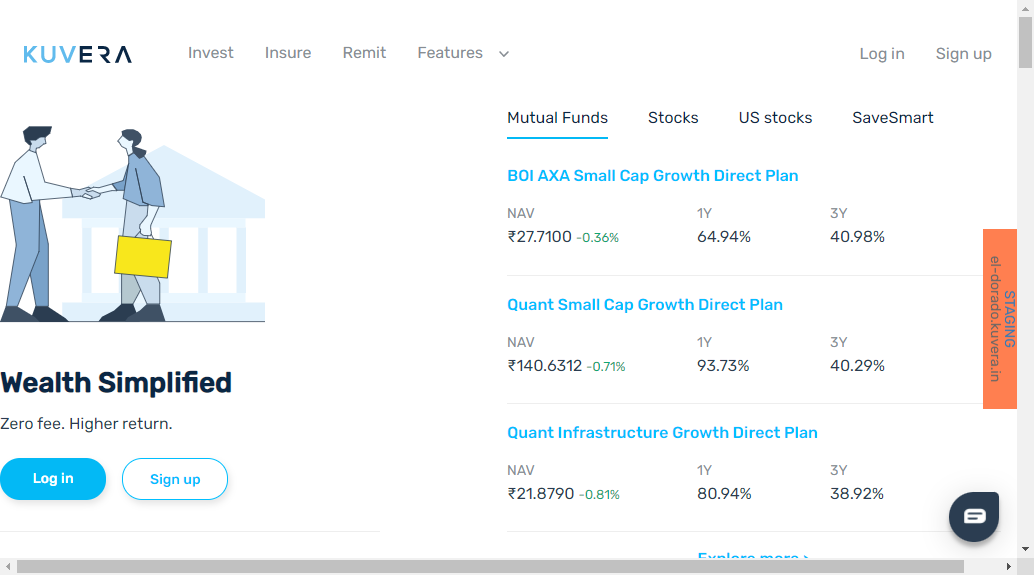 KUVERA
Invest Insure Remit Features
Log in Sign up
Mutual Funds Stocks US stocks SaveSmart
BOI AXA Small Cap Growth Direct Plan
NAV 1Y 3Y
₹27.7100 -0.36% 64.94% 40.98%
Quant Small Cap Growth Direct Plan
NAV 1Y 3Y
₹140.6312 -0.71% 93.73% 40.29%
Quant Infrastructure Growth Direct Plan
NAV 1Y 3Y
₹21.8790 -0.81% 80.94% 38.92%
Explore more >
Wealth Simplified
Zero fee. Higher return.
Log in Sign up
STAGING
el-dorado.kuvera.in